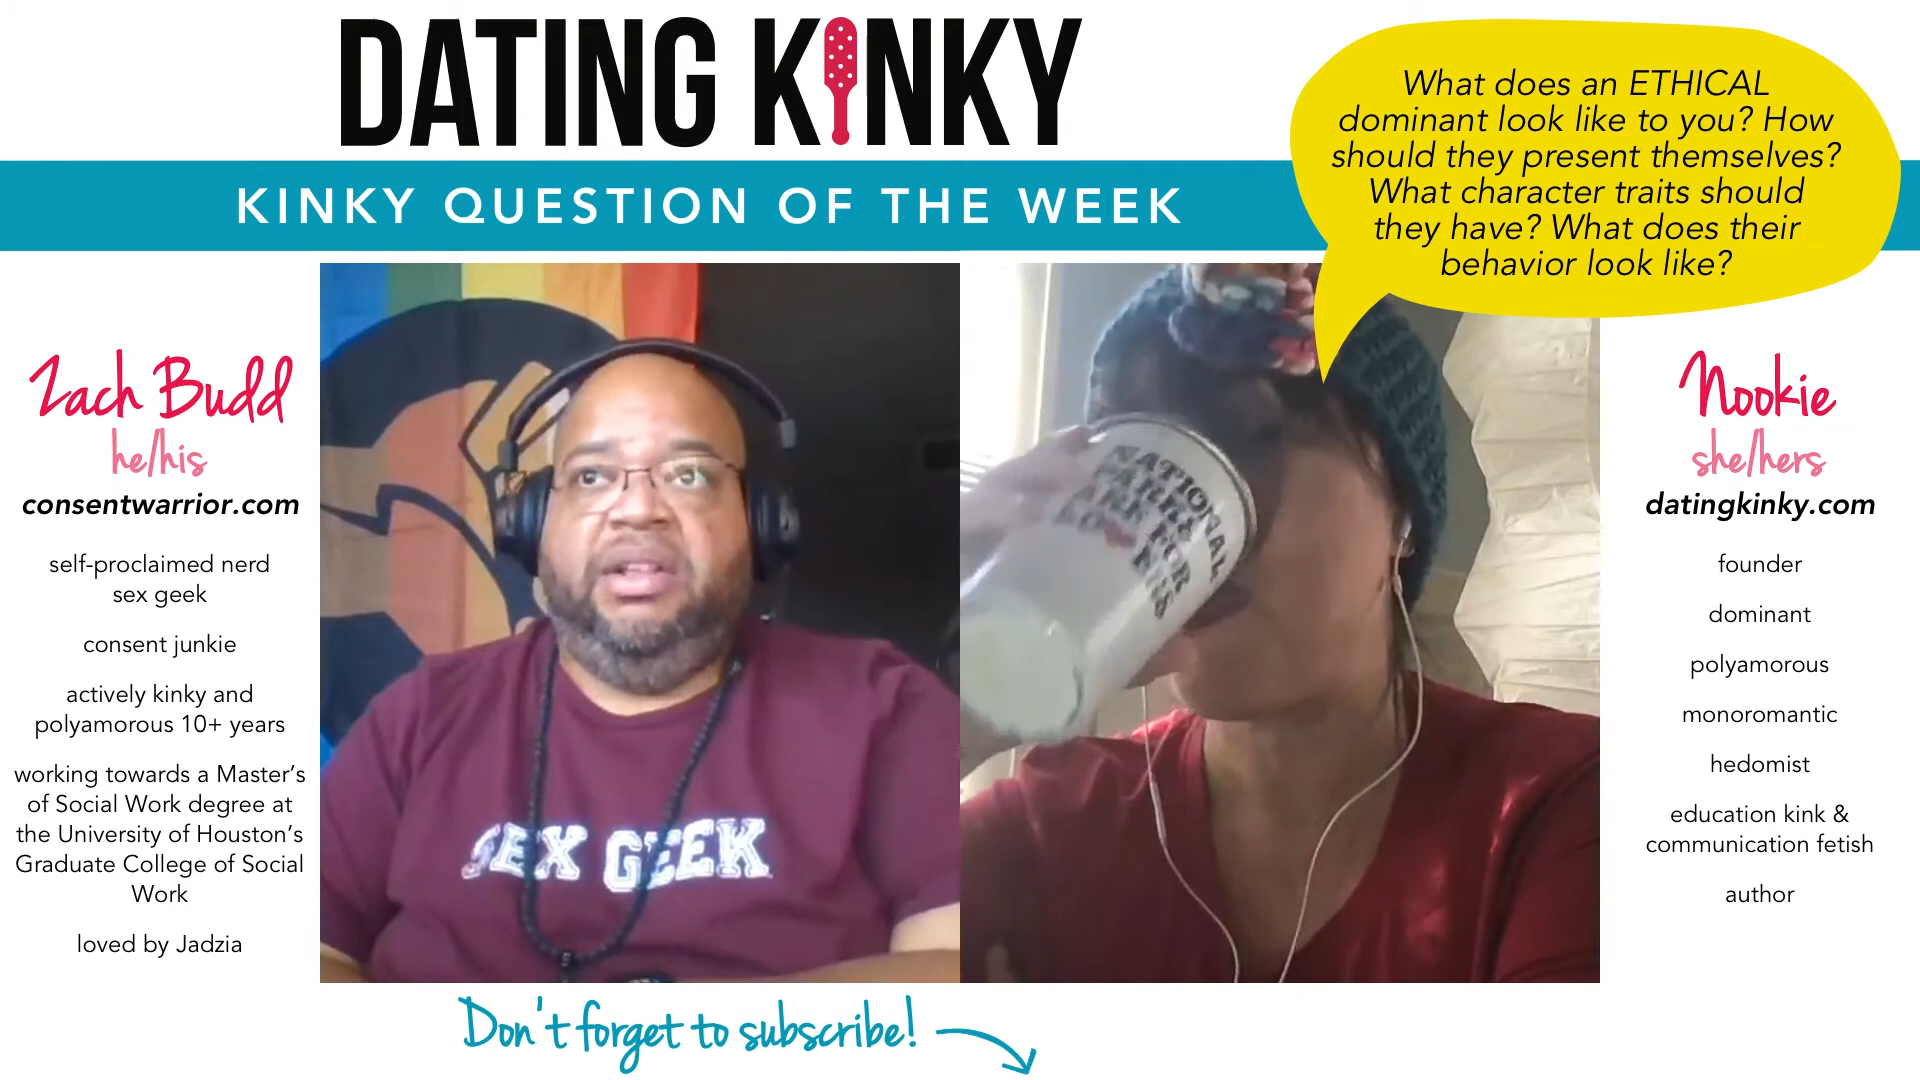 DATING KINKY
KINKY QUESTION OF THE WEEK
What does an ETHICAL
dominant look like to you? How
should they present themselves?
What character traits should
they have? What does their
behavior look like?
Zach Budd
he/his
consentwarrior.com
self-proclaimed nerd
sex geek
consent junkie
actively kinky and
polyamorous 10+ years
working towards a Master's
of Social Work degree at
the University of Houston's
Graduate College of Social
Work
loved by Jadzia
SEX GEEK
NATIONAL
FOR
Nookie
she/hers
datingkinky.com
founder
dominant
polyamorous
monoromantic
hedomist
education kink &
communication fetish
author
Don't forget to subscribe!